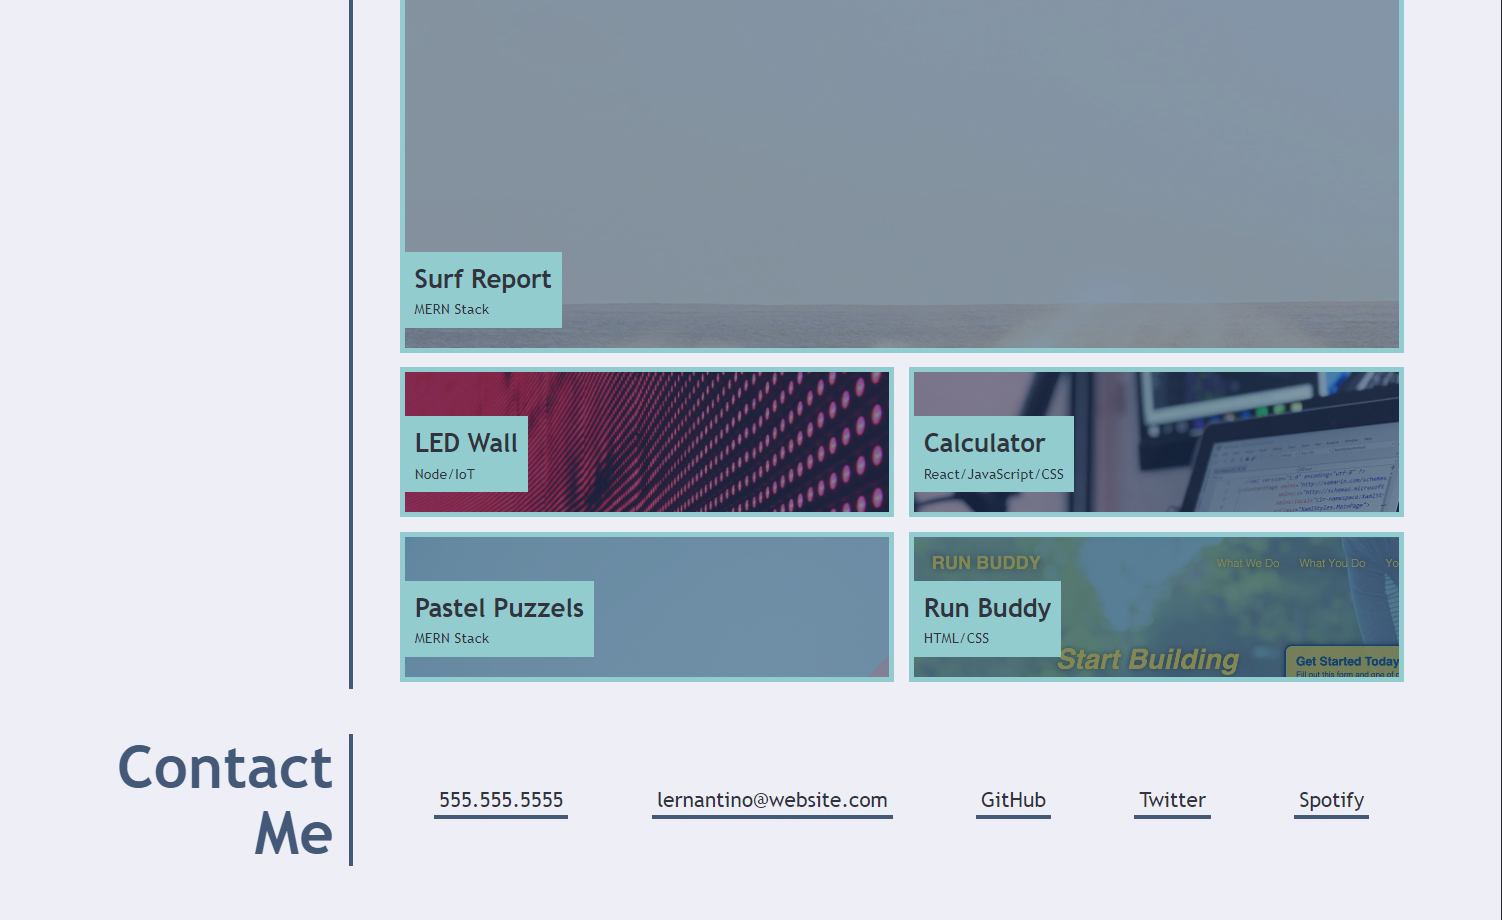 Surf Report
MERN Stack
LED Wall
Node/IoT
Calculator
React/JavaScript/CSS
Pastel Puzzels
MERN Stack
RUN BUDDY
What We Do
What You Do
Yo
Run Buddy
HTML/CSS
Start Building
Get Started Today
Fill out this form and one of
Contact
Me
555.555.5555
lernantino@website.com
GitHub
Twitter
Spotify